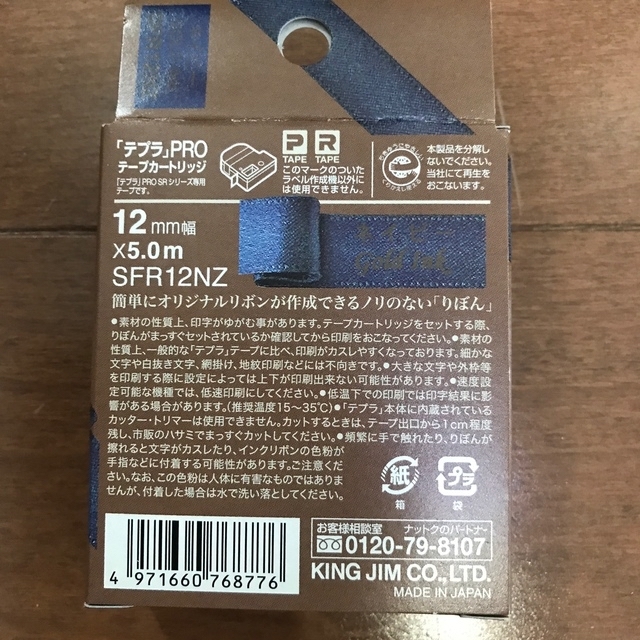 「テプラ」PRO
テープカートリッジ
「テプラ」PRO SRシリーズ専用
テープです。
P R
TAPE TAPE
このマークのついた
ラベル作成機以外に
は使用できません。
本製品を分解し
ないでください。
当社にて再生を
おこないます。
12mm幅
×5.0m
SFR12NZ
ネイビー
Gold Ink
簡単にオリジナルリボンが作成できるノリのない「りぼん」
●素材の性質上、印字がゆがむ事があります。テープカートリッジをセットする際、
りぼんがまっすぐセットされているか確認してから印刷をおこなってください。●素材の
性質上、一般的な「テプラ」テープに比べ、印刷がカスレやすくなっております。細かな
文字や白抜き文字、網掛け、地紋印刷などには不向きです。●大きな文字や外枠等
を印刷する際に設定によっては上下が印刷出来ない可能性があります。●速度設
定可能な機種では、低速印刷にしてください。●低温下での印刷では印字結果に影
響がある場合があります。(推奨温度15～35℃)●「テプラ」本体に内蔵されている
カッター・トリマーは使用できません。カットするときは、テープ出口から1cm程度
残し、市販のハサミでまっすぐカットしてください。●頻繁に手で触れたり、りぼんが
擦れると文字がカスレたり、インクリボンの色粉が
手指などに付着する可能性があります。ご注意くだ
さい。なお、この色粉は人体に有害なものではありま
せんが、付着した場合は水で洗い落としてください。
紙
箱
プラ
袋
お客様相談室 ナットクのパートナー
0120-79-8107
KING JIM CO.,LTD.
MADE IN JAPAN
4 971660 768776